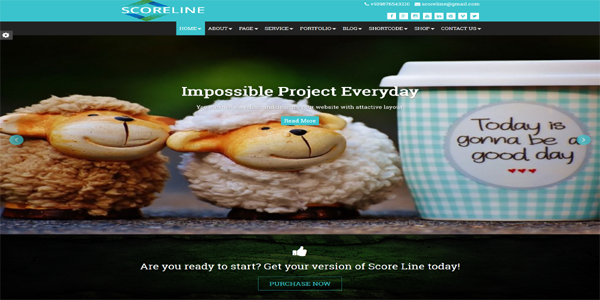 SCORELINE
scoreline@gmail.com
HOME ABOUT PAGE SERVICE PORTFOLIO BLOG SHORTCODE SHOP CONTACT US
Impossible Project Everyday
website with attactive layout
Read More
Today is
gonna be a
good day
Are you ready to start? Get your version of Score Line today!
PURCHASE NOW